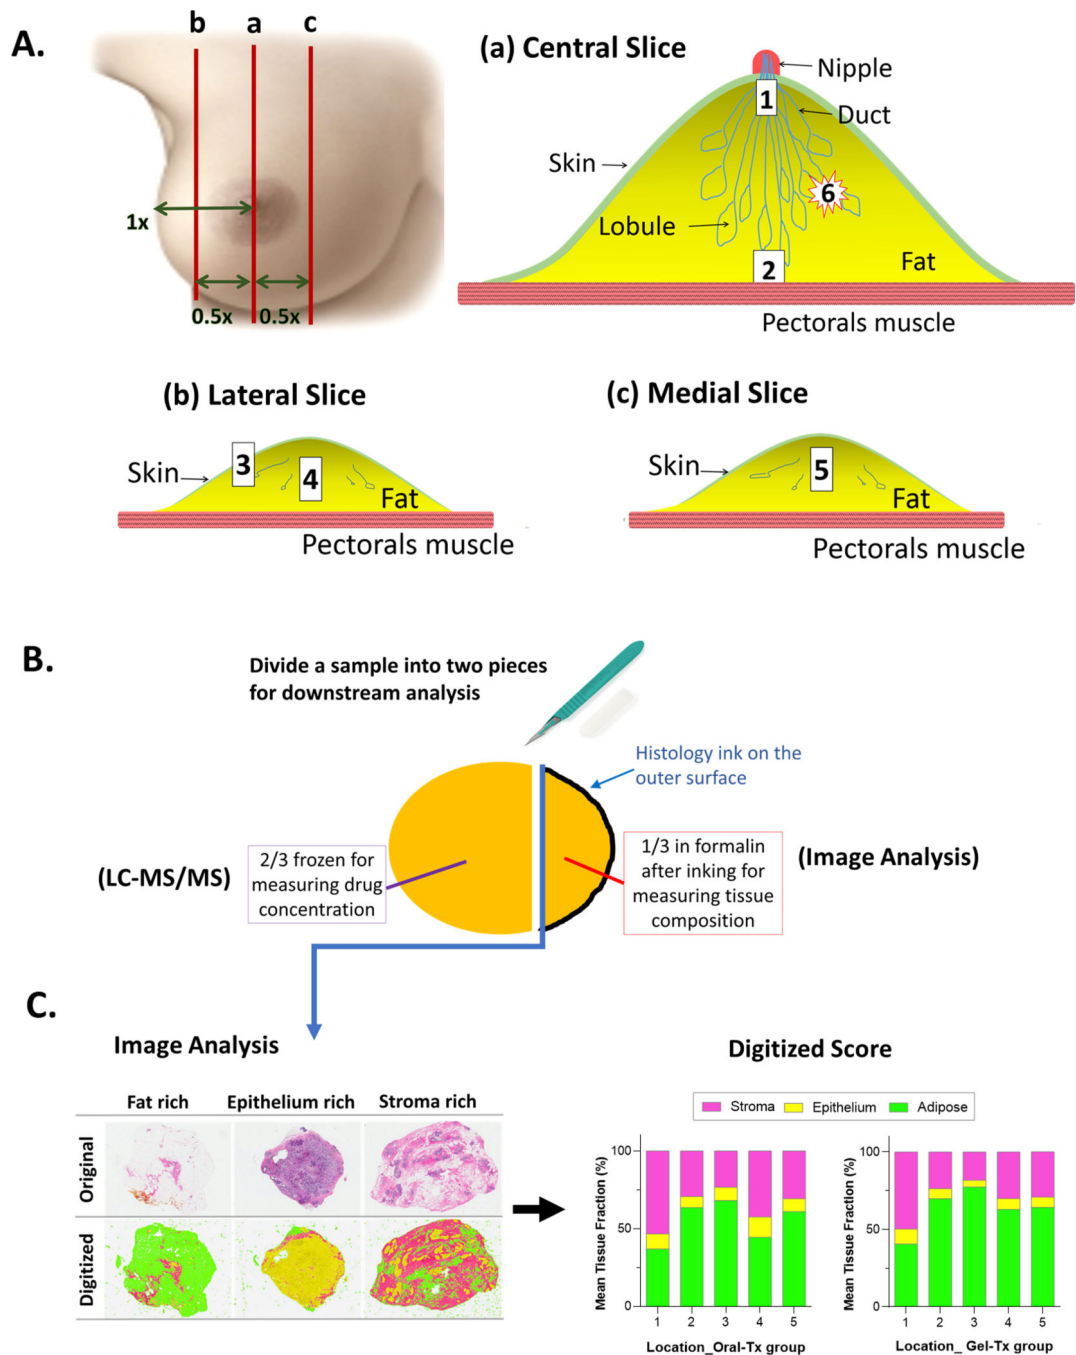 A.
b a c
1x
0.5x 0.5x
(a) Central Slice
Nipple
1
Duct
Skin
6
Lobule
2
Fat
Pectorals muscle
(b) Lateral Slice
3
Skin
4
Fat
Pectorals muscle
(c) Medial Slice
Skin
5
Fat
Pectorals muscle
B.
Divide a sample into two pieces
for downstream analysis
Histology ink on the
outer surface
(LC-MS/MS)
2/3 frozen for
measuring drug
concentration
1/3 in formalin
after inking for
measuring tissue
composition
(Image Analysis)
C.
Image Analysis
Fat rich Epithelium rich Stroma rich
Original
Digitized
Digitized Score
Stroma Epithelium Adipose
Mean Tissue Fraction (%)
100
50
0
1 2 3 4 5
Location_Oral-Tx group
Mean Tissue Fraction (%)
100
50
0
1 2 3 4 5
Location_ Gel-Tx group